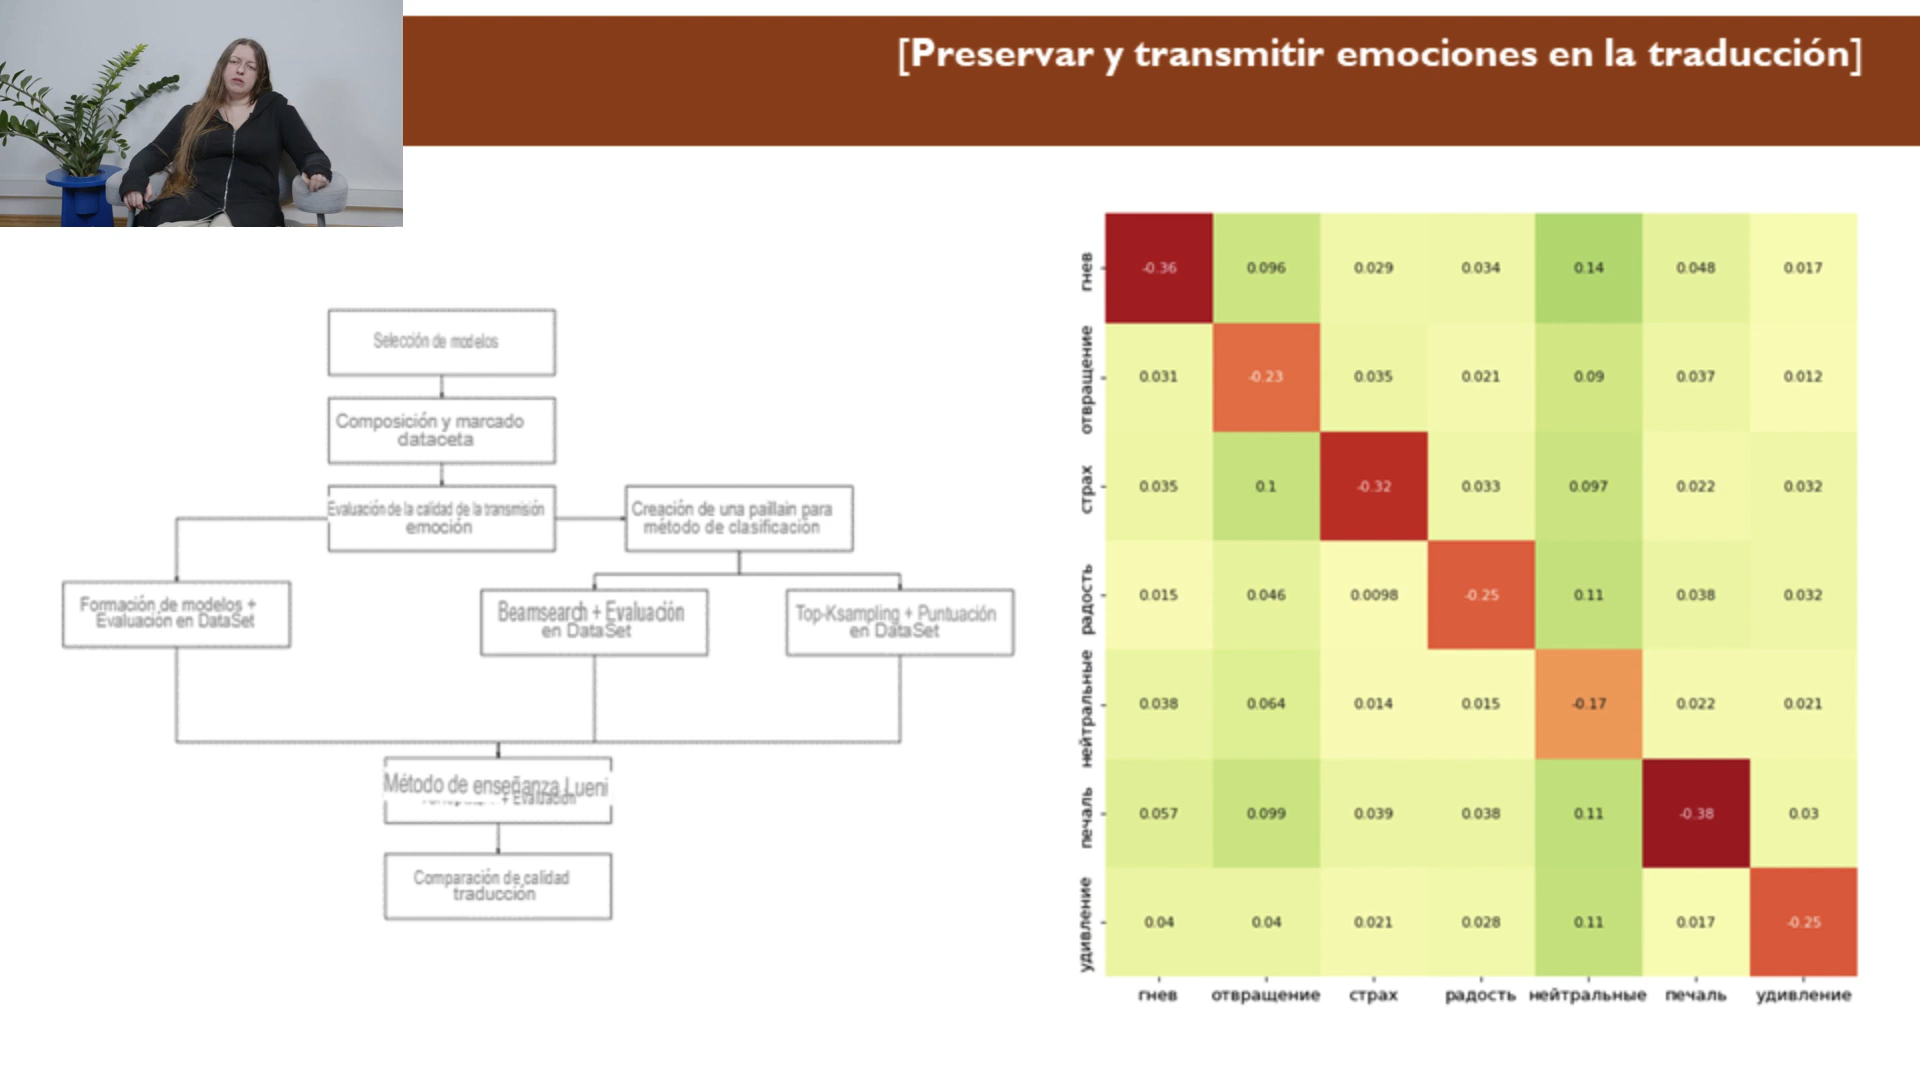 [Preservar y transmitir emociones en la traducción]
Selección de modelos
Composición y marcado
dataceta
Evaluación de la calidad de la transmisión
emoción
Creación de una paillain para
método de clasificación
Formación de modelos +
Evaluación en DataSet
Beamsearch + Evaluación
en DataSet
Top-Ksampling + Puntuación
en DataSet
Método de enseñanza Lueni
+ Evaluación
Comparación de calidad
traducción
гнев -0.36 0.096 0.029 0.034 0.14 0.048 0.017
отвращение 0.031 -0.23 0.035 0.021 0.09 0.037 0.012
страх 0.035 0.1 -0.32 0.033 0.097 0.022 0.032
радость 0.015 0.046 0.0098 -0.25 0.11 0.038 0.032
нейтральные 0.038 0.064 0.014 0.015 -0.17 0.022 0.021
печаль 0.057 0.099 0.039 0.038 0.11 -0.38 0.03
удивление 0.04 0.04 0.021 0.028 0.11 0.017 -0.25
гнев отвращение страх радость нейтральные печаль удивление